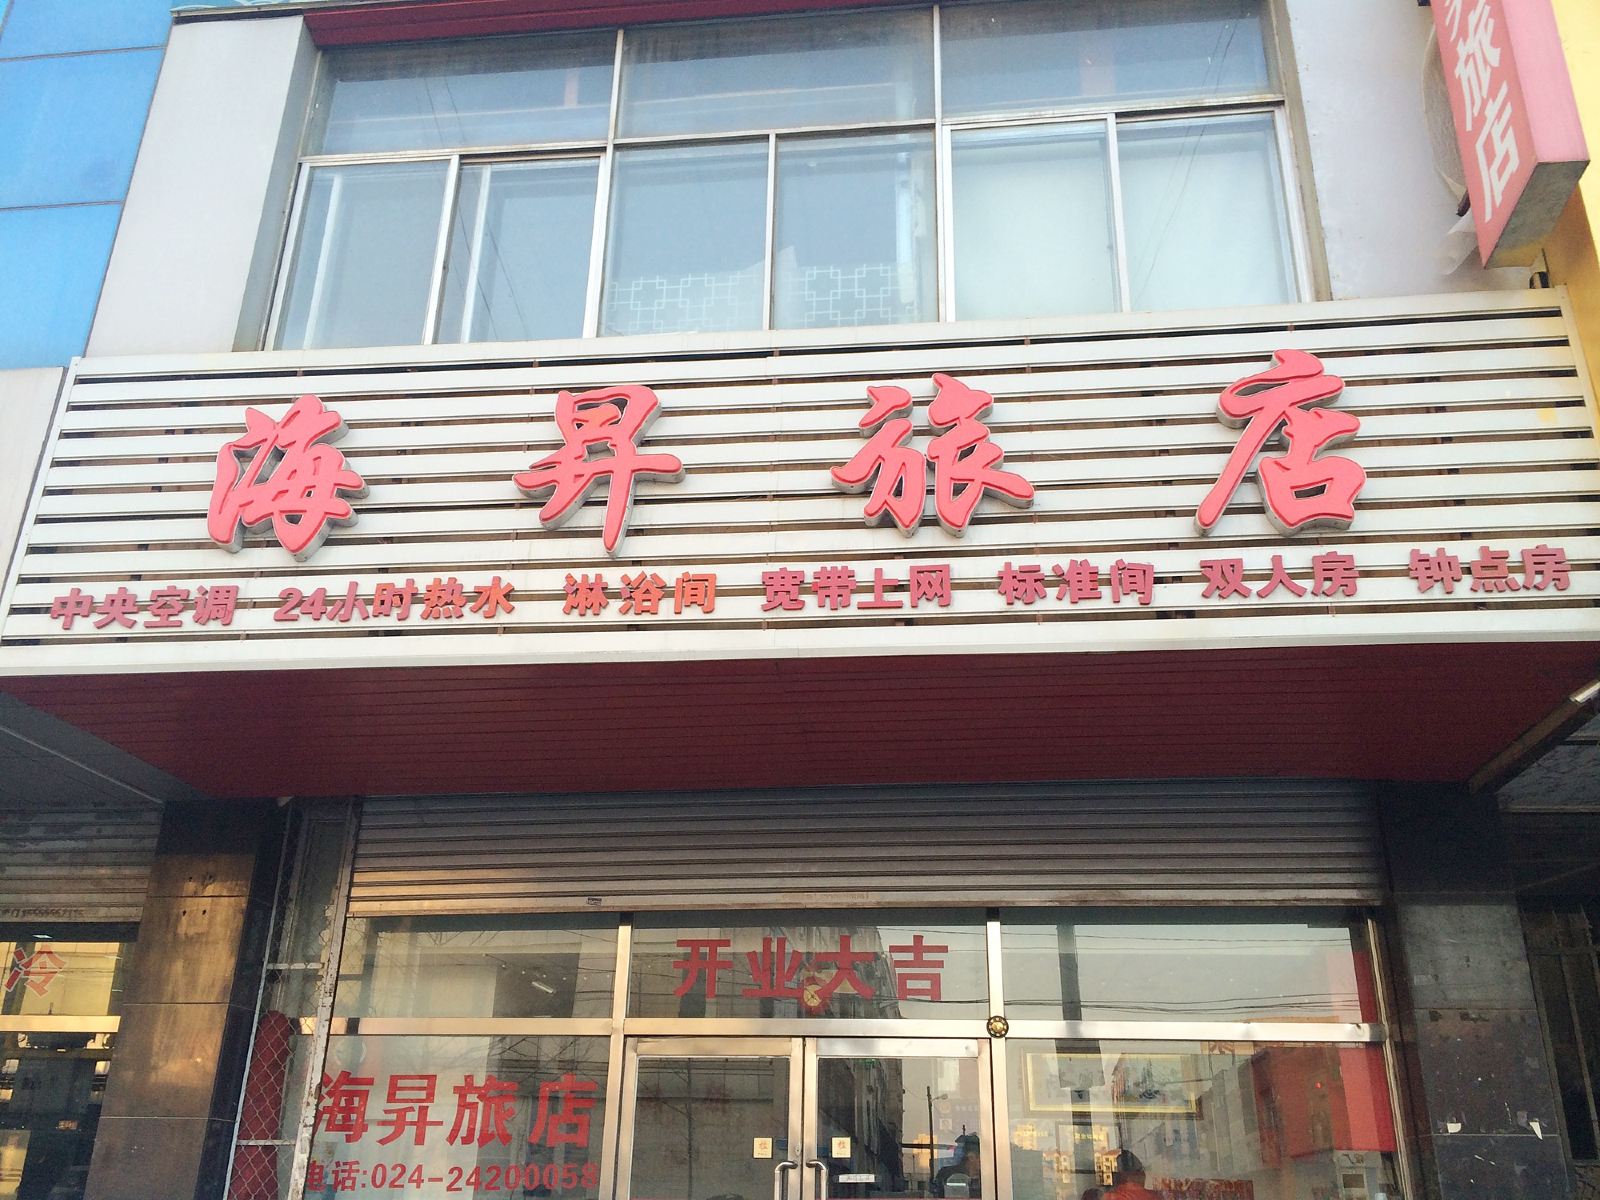 旅店
海昇旅店
中央空调 24小时热水 淋浴间 宽带上网 标准间 双人房 钟点房
冷
开业大吉
海昇旅店
电话:024-24200058